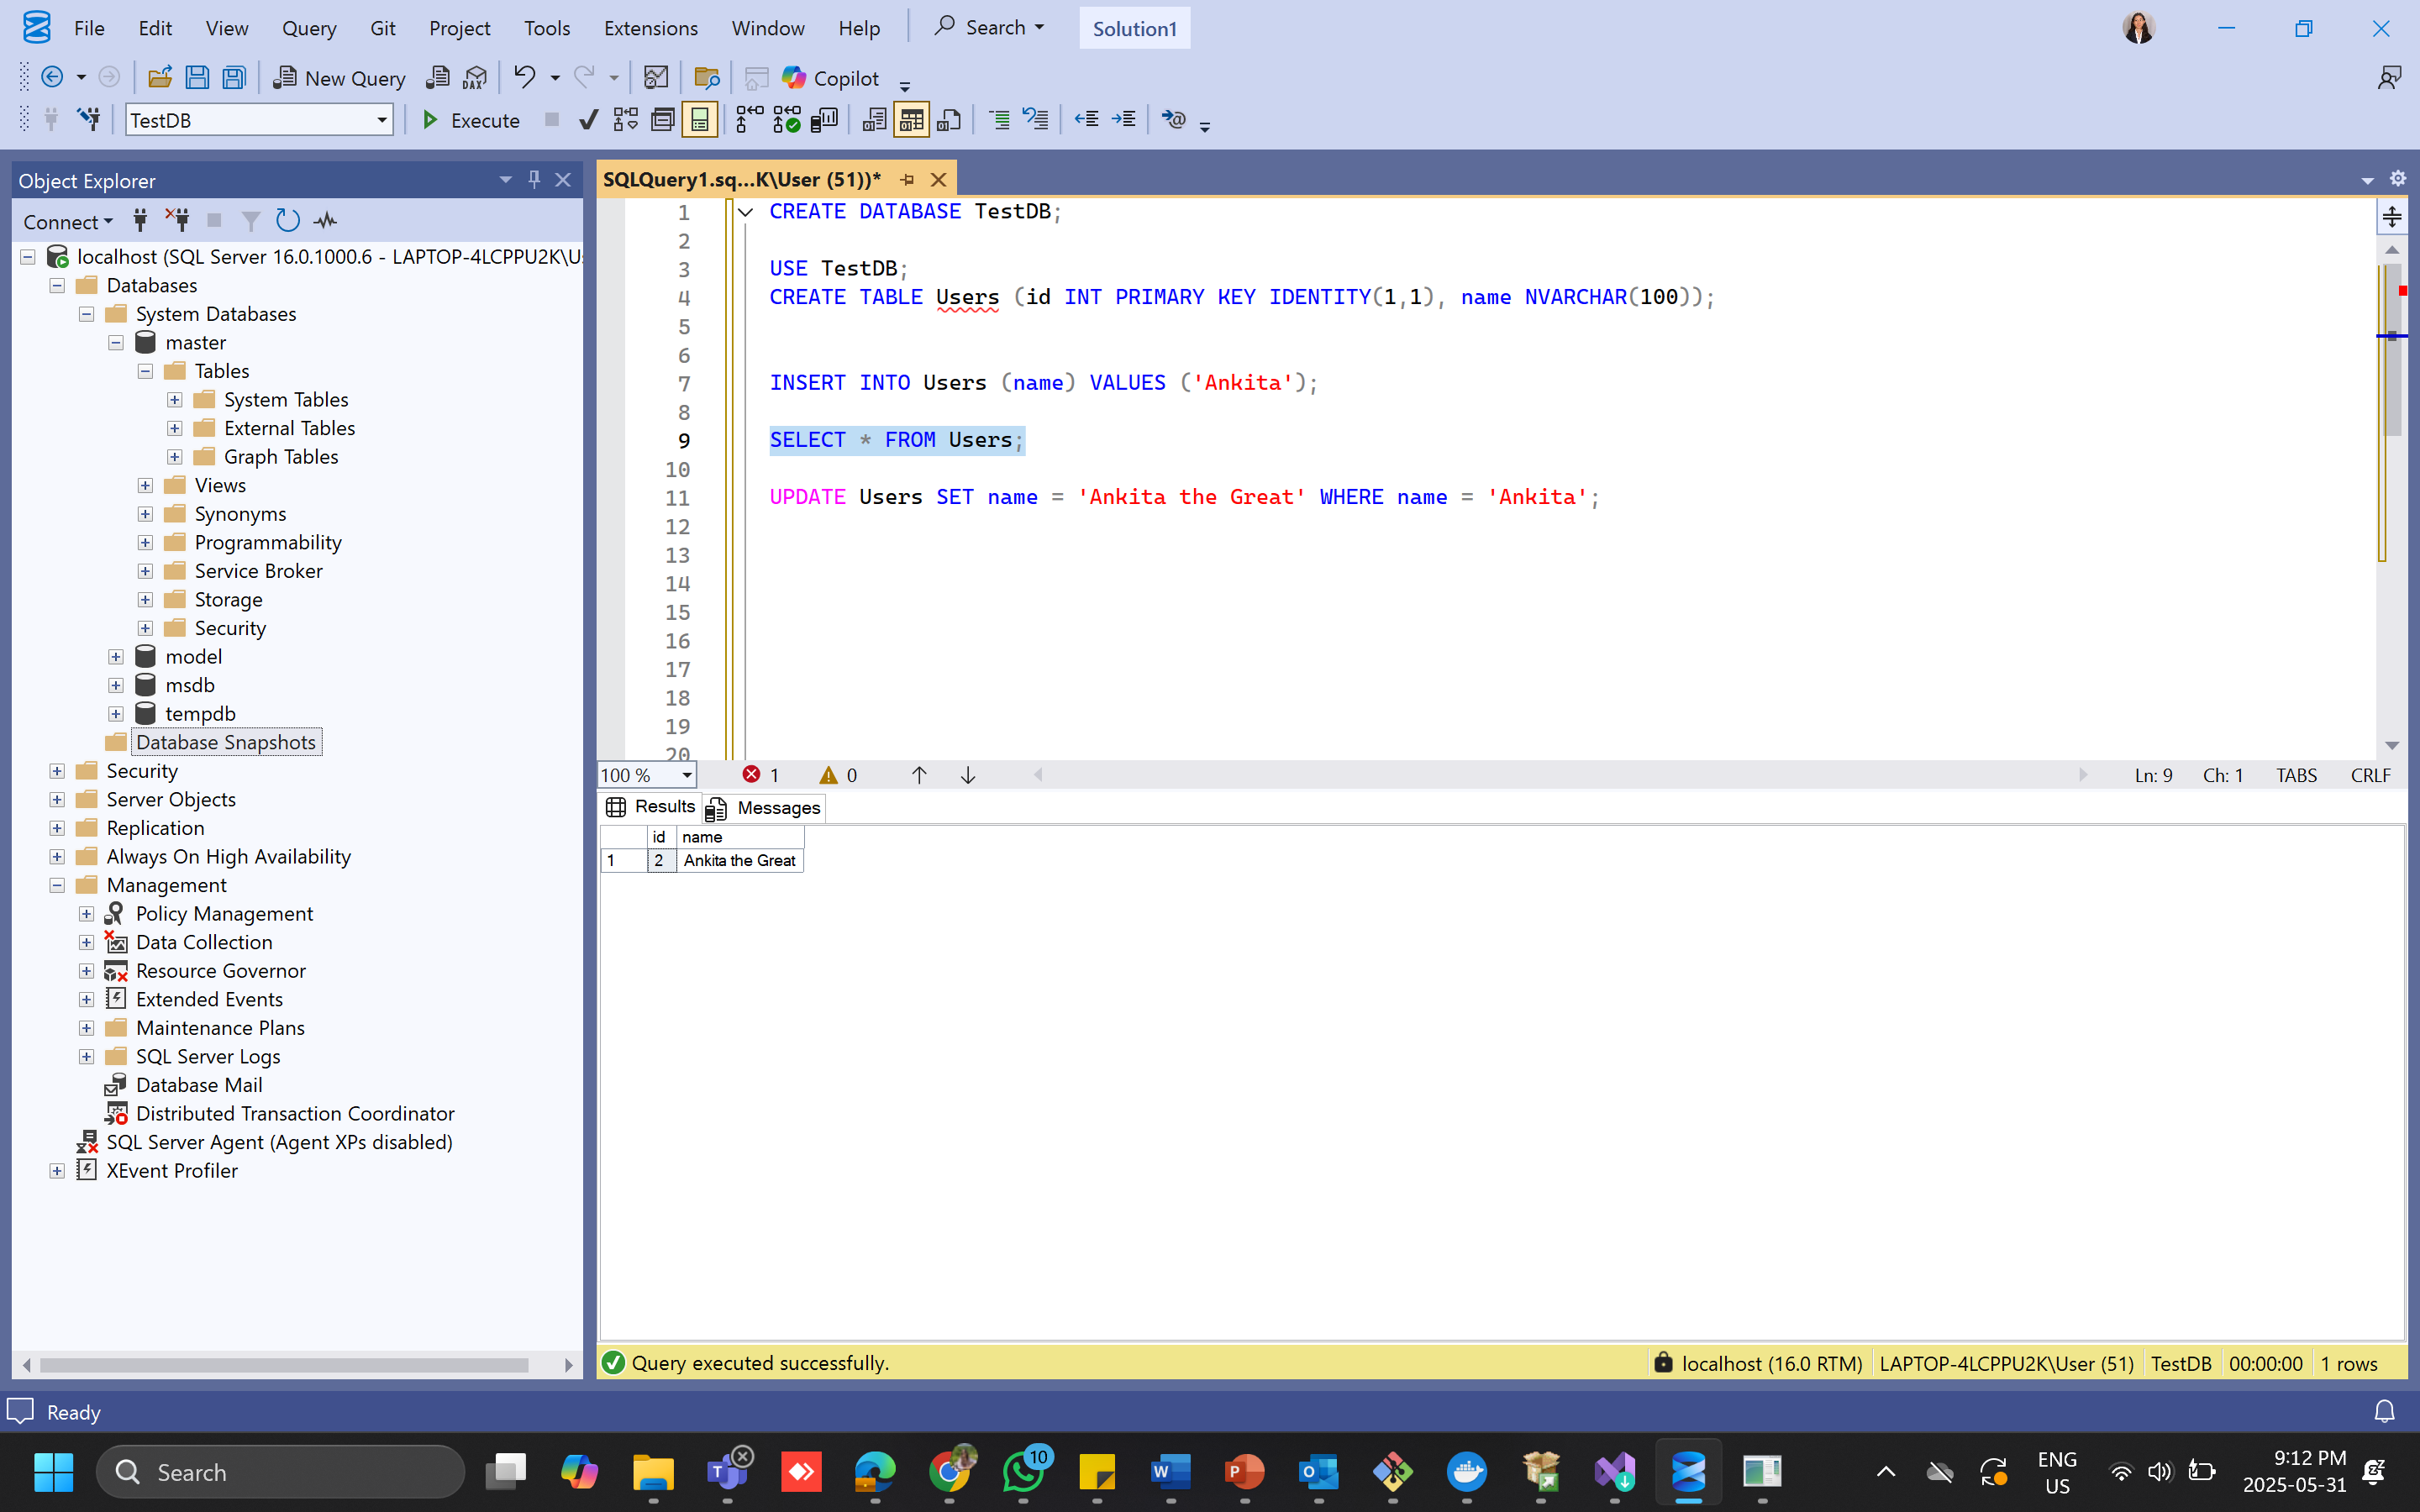 File Edit View Query Git Project Tools Extensions Window Help Search Solution1
New Query DAX Copilot
TestDB Execute
Object Explorer
Connect
localhost (SQL Server 16.0.1000.6 - LAPTOP-4LCPPU2K\U
Databases
System Databases
master
Tables
System Tables
External Tables
Graph Tables
Views
Synonyms
Programmability
Service Broker
Storage
Security
model
msdb
tempdb
Database Snapshots
Security
Server Objects
Replication
Always On High Availability
Management
Policy Management
Data Collection
Resource Governor
Extended Events
Maintenance Plans
SQL Server Logs
Database Mail
Distributed Transaction Coordinator
SQL Server Agent (Agent XPs disabled)
XEvent Profiler
SQLQuery1.sq...K\User (51))*
1 CREATE DATABASE TestDB;
2
3 USE TestDB;
4 CREATE TABLE Users (id INT PRIMARY KEY IDENTITY(1,1), name NVARCHAR(100));
5
6
7 INSERT INTO Users (name) VALUES ('Ankita');
8
9 SELECT * FROM Users;
10
11 UPDATE Users SET name = 'Ankita the Great' WHERE name = 'Ankita';
12
13
14
15
16
17
18
19
20
100 % 1 0 Ln: 9 Ch: 1 TABS CRLF
Results Messages
id name
1 2 Ankita the Great
Query executed successfully. localhost (16.0 RTM) LAPTOP-4LCPPU2K\User (51) TestDB 00:00:00 1 rows
Ready
Search 10 ENG 9:12 PM
US 2025-05-31